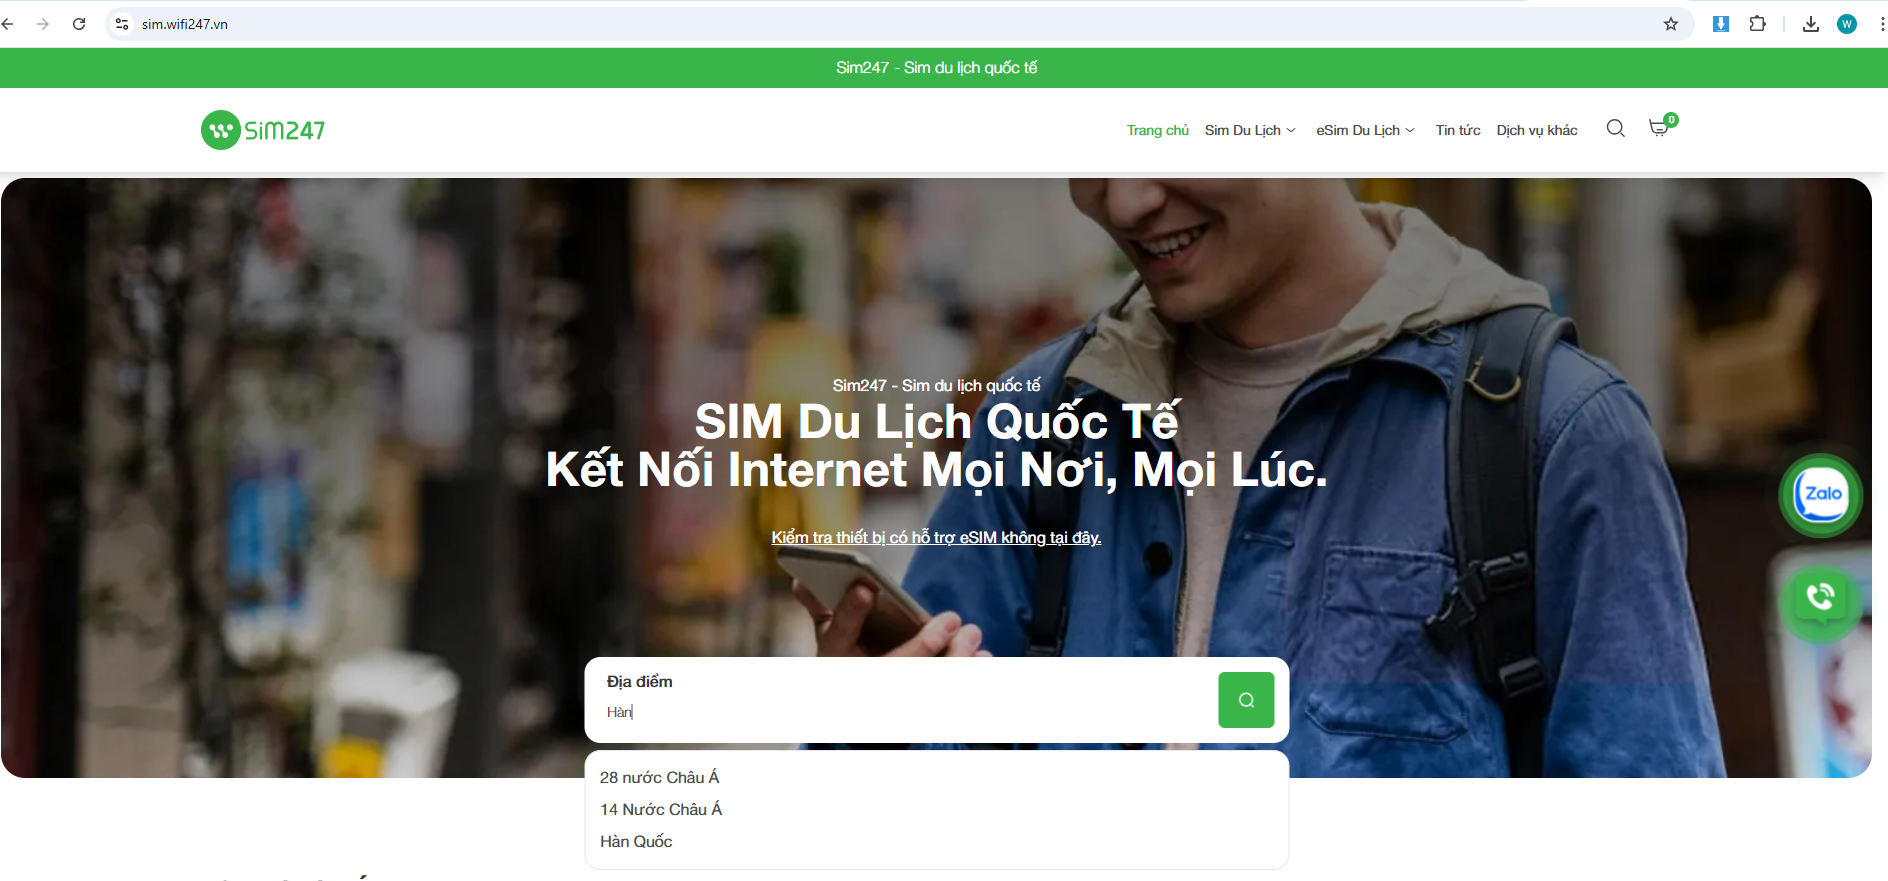 sim.wifi247.vn
W
Sim247 - Sim du lịch quốc tế
SiM247
Trang chủ
Sim Du Lịch
eSim Du Lịch
Tin tức
Dịch vụ khác
0
Sim247 - Sim du lịch quốc tế
SIM Du Lịch Quốc Tế
Kết Nối Internet Mọi Nơi, Mọi Lúc.
Kiểm tra thiết bị có hỗ trợ eSIM không tại đây.
Zalo
Địa điểm
Hàn
28 nước Châu Á
14 Nước Châu Á
Hàn Quốc